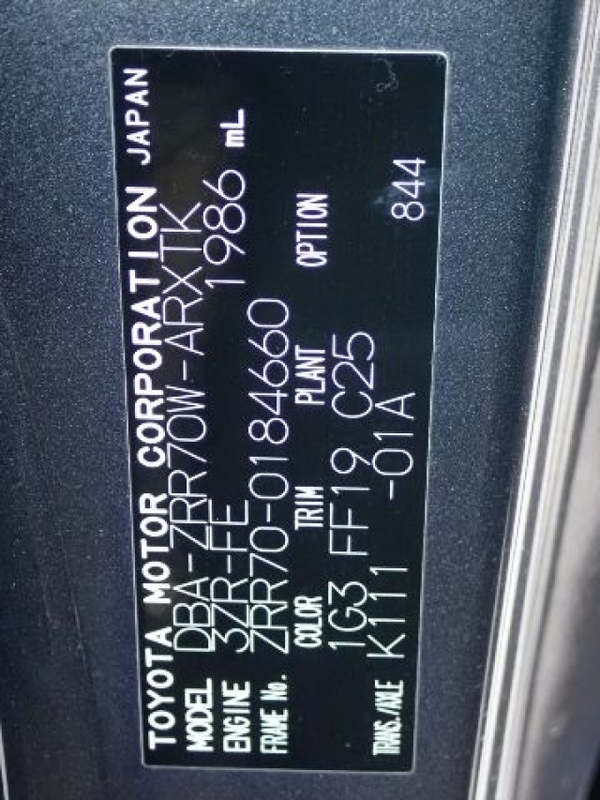 TOYOTA MOTOR CORPORATION JAPAN
MODEL DBA-ZRR70W-ARXTK
ENGINE 3ZR-FE 1986 mL
FRAME No. ZRR70-0184660
COLOR TRIM PLANT OPTION
1G3 FF19 C25
TRANS./AXLE K111 -01A 844